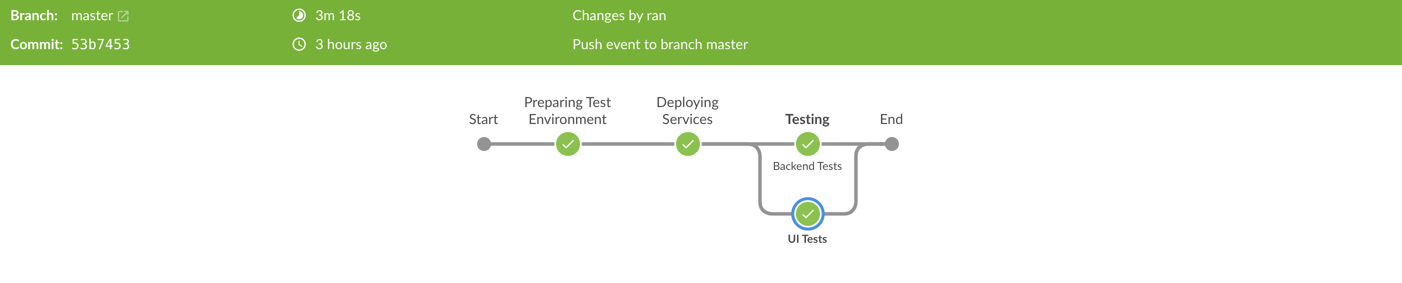 Branch: master
3m 18s
Changes by ran
Commit: 53b7453
3 hours ago
Push event to branch master
Start
Preparing Test
Environment
Deploying
Services
Testing
End
Backend Tests
UI Tests